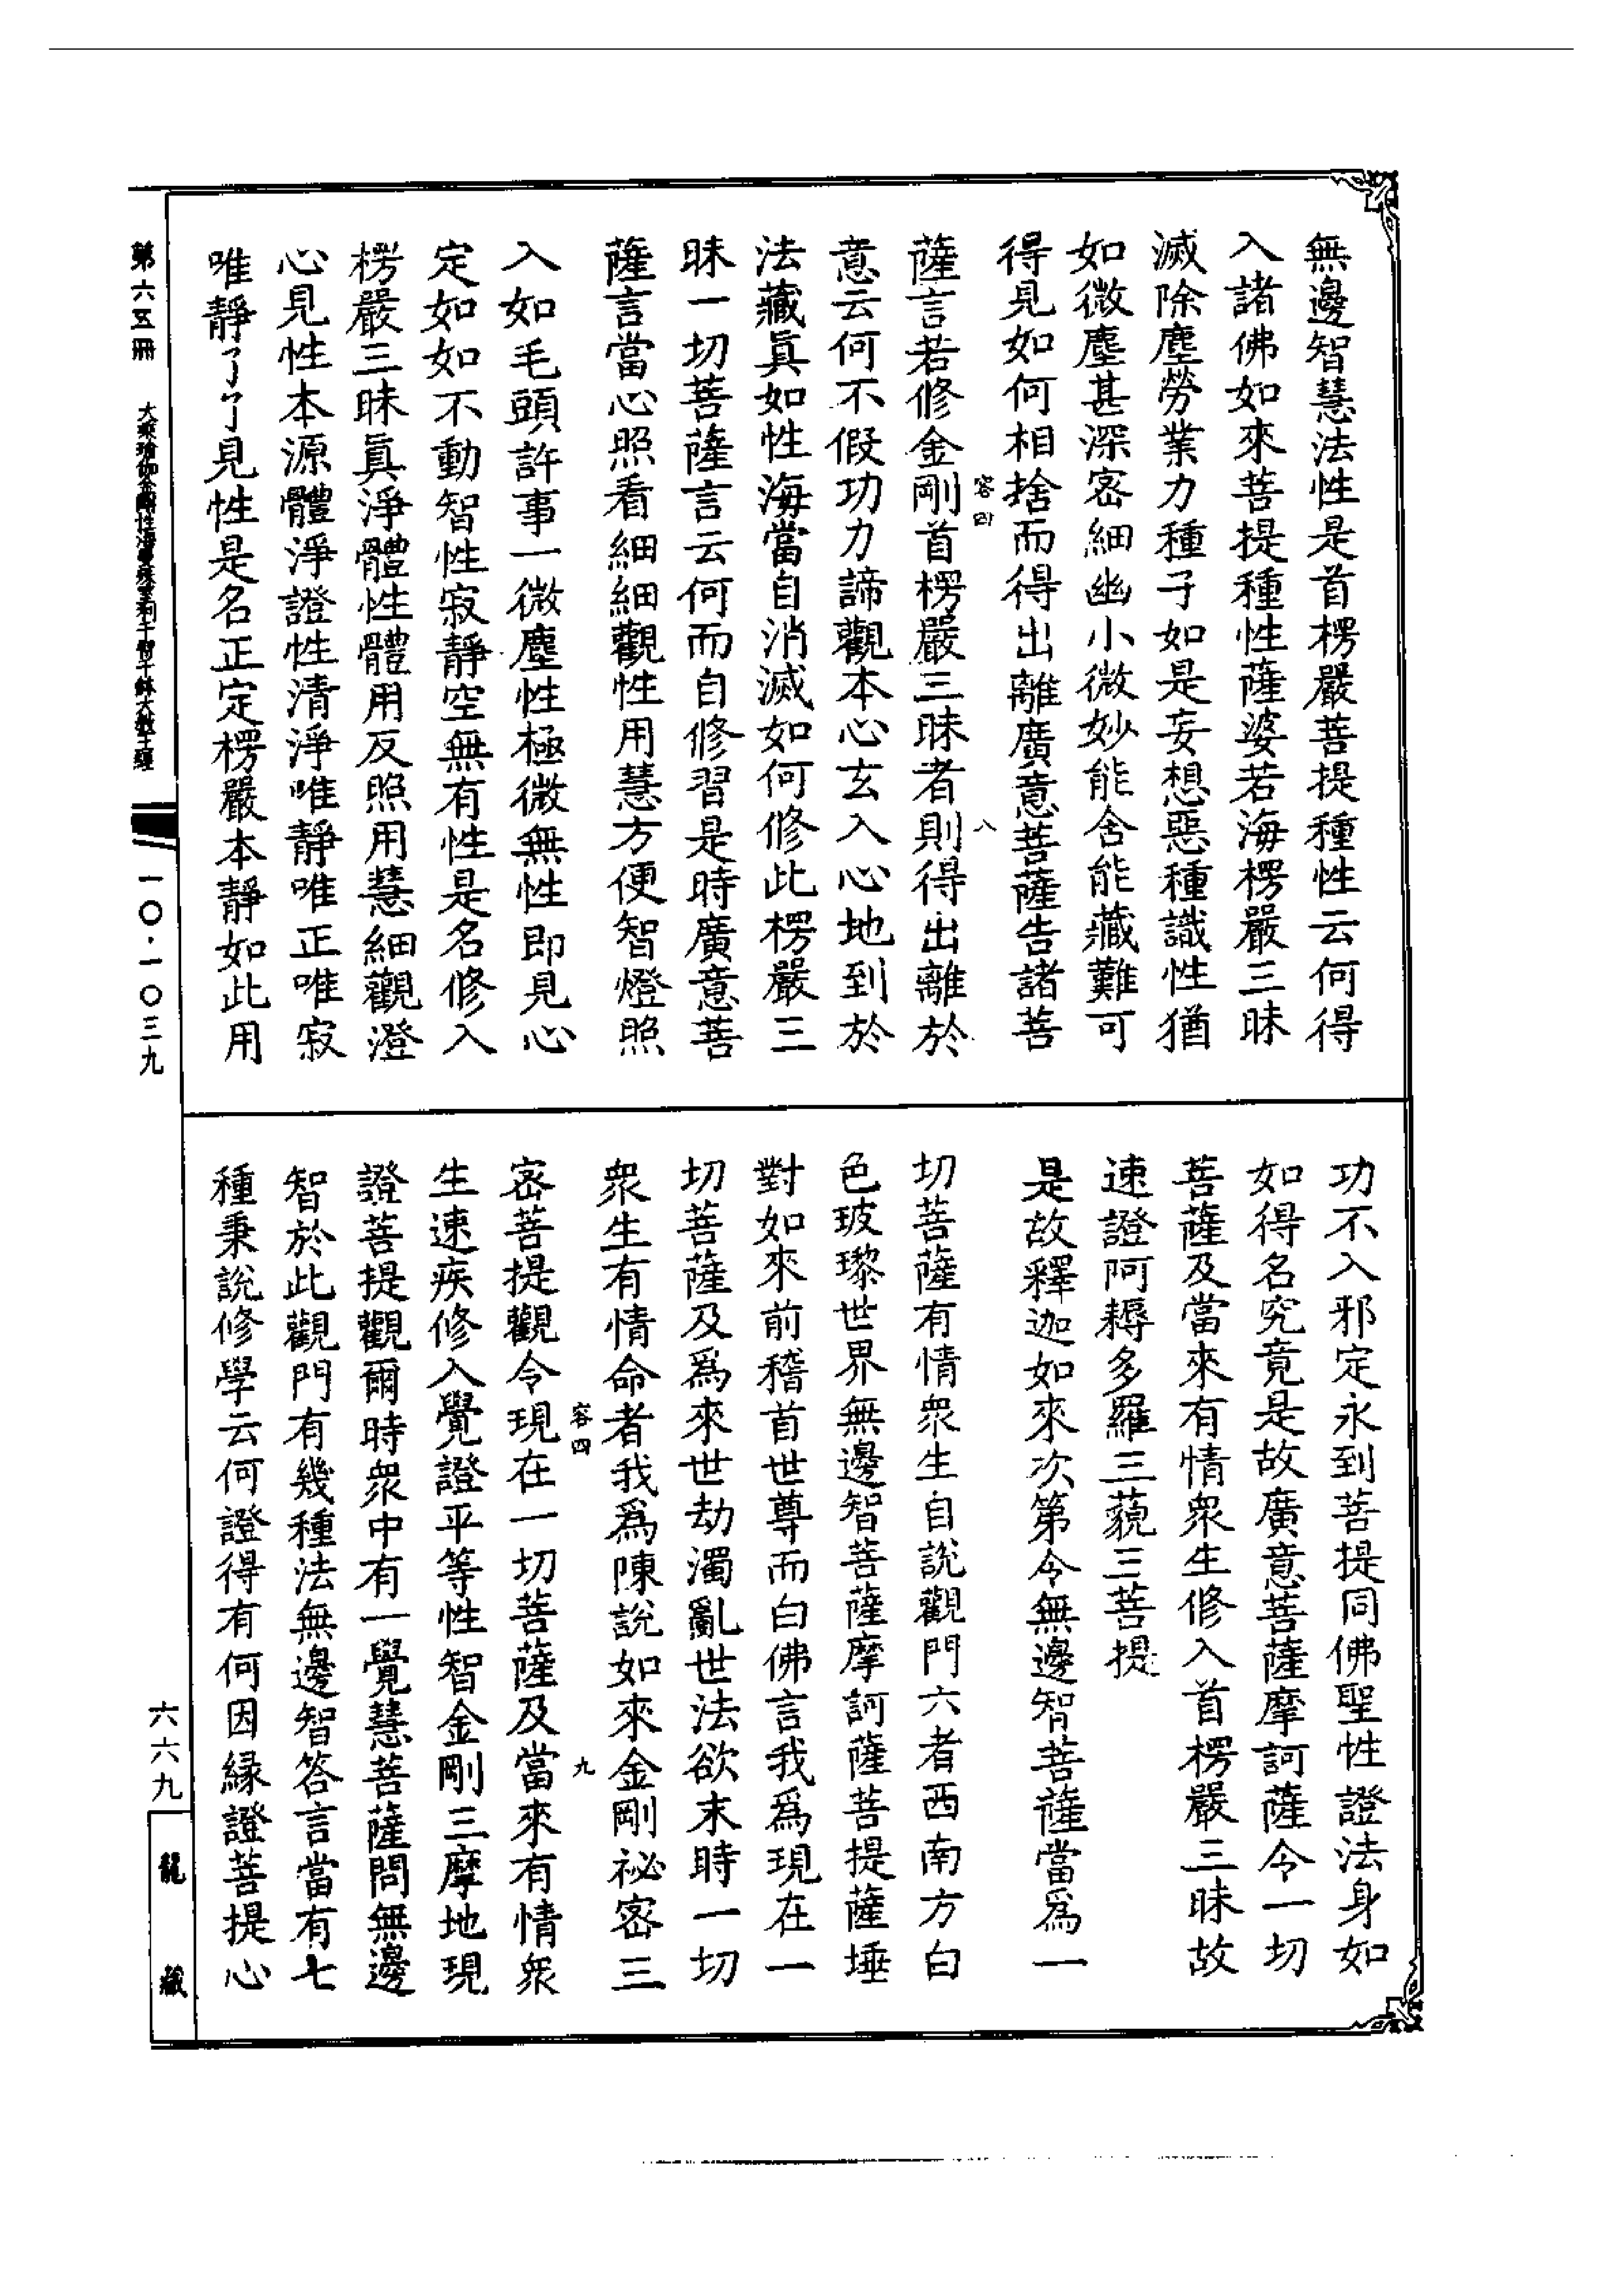 無邊智慧法性是首楞嚴菩提種性云何得
入諸佛如來菩提種性薩婆若海楞嚴三昧
滅除塵勞業力種子如是妄想惡種識性猶
如微塵甚深密細幽小微妙能含能藏難可
得見如何相捨而得出離廣意菩薩告諸菩
容四 八
薩言若修金剛首楞嚴三昧者則得出離於
意云何不假功力諦觀本心玄入心地到於
法藏眞如性海當自消滅如何修此楞嚴三
昧一切菩薩言云何而自修習是時廣意菩
薩言當心照看細細觀性用慧方便智燈照
入如毛頭許事一微塵性極微無性即見心
定如如不動智性寂靜空無有性是名修入
楞嚴三昧眞淨體性體用反照用慧細觀澄
心見性本源體淨證性清淨唯靜唯正唯寂
唯靜了了見性是名正定楞嚴本靜如此用
功不入邪定永到菩提同佛聖性證法身如
如得名究竟是故廣意菩薩摩訶薩令一切
菩薩及當來有情衆生修入首楞嚴三昧故
速證阿耨多羅三藐三菩提
是故釋迦如來次第令無邊智菩薩當爲一
切菩薩有情衆生自說觀門六者西南方白
色玻瓈世界無邊智菩薩摩訶薩菩提薩埵
對如來前稽首世尊而白佛言我爲現在一
切菩薩及爲來世劫濁亂世法欲末時一切
衆生有情命者我爲陳說如來金剛祕密三
容四 九
密菩提觀令現在一切菩薩及當來有情衆
生速疾修入覺證平等性智金剛三摩地現
證菩提觀爾時衆中有一覺慧菩薩問無邊
智於此觀門有幾種法無邊智答言當有七
種秉說修學云何證得有何因緣證菩提心
第六五冊 大乘瑜伽金剛性海曼殊室利千臂千鉢大教王經 一〇·一〇三九
六六九
龍藏